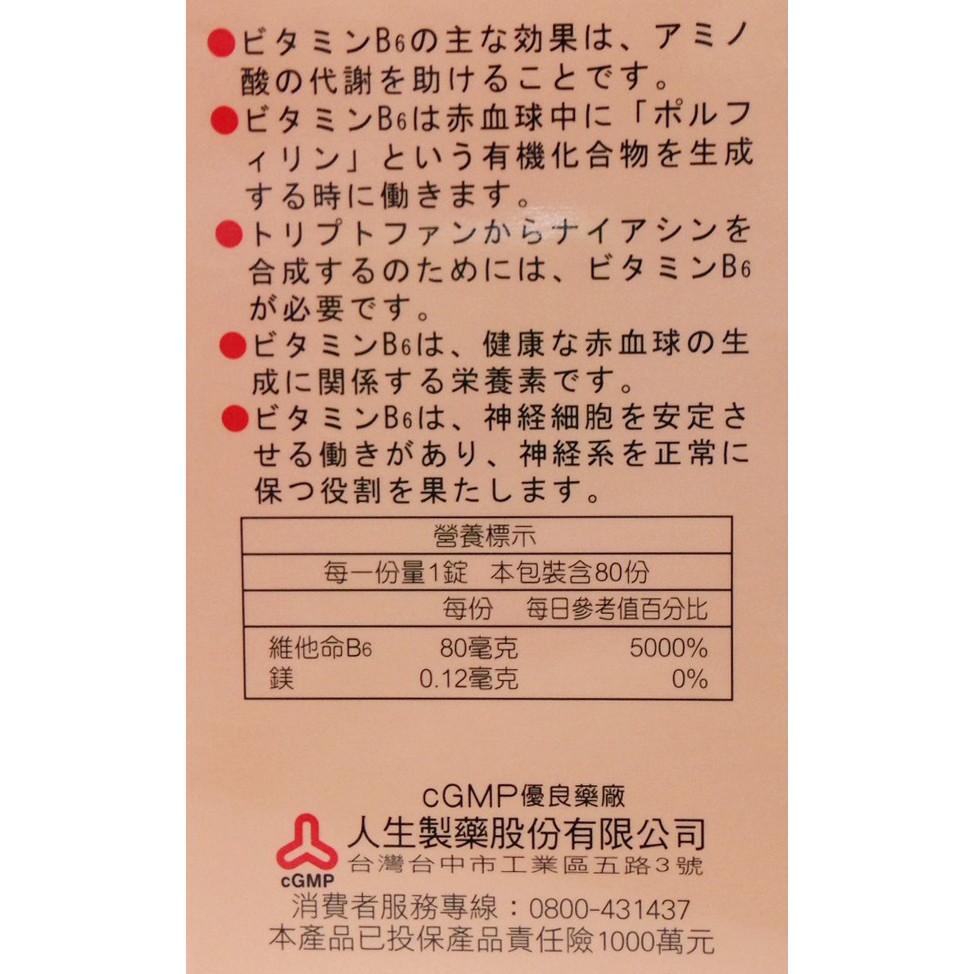 ●ビタミンB6の主な効果は、アミノ
酸の代謝を助けることです。
●ビタミンB6は赤血球中に「ポルフ
ィリン」という有機化合物を生成
する時に働きます。
●トリプトファンからナイアシンを
合成するのためには、ビタミンB6
が必要です。
●ビタミンB6は、健康な赤血球の生
成に関係する栄養素です。
●ビタミンB6は、神経細胞を安定さ
せる働きがあり、神経系を正常に
保つ役割を果たします。
營養標示
每一份量1錠 本包裝含80份
每份 每日參考值百分比
維他命B6 80毫克 5000%
鎂 0.12毫克 0%
cGMP優良藥廠
人生製藥股份有限公司
台灣台中市工業區五路3號
cGMP
消費者服務專線：0800-431437
本產品已投保產品責任險1000萬元